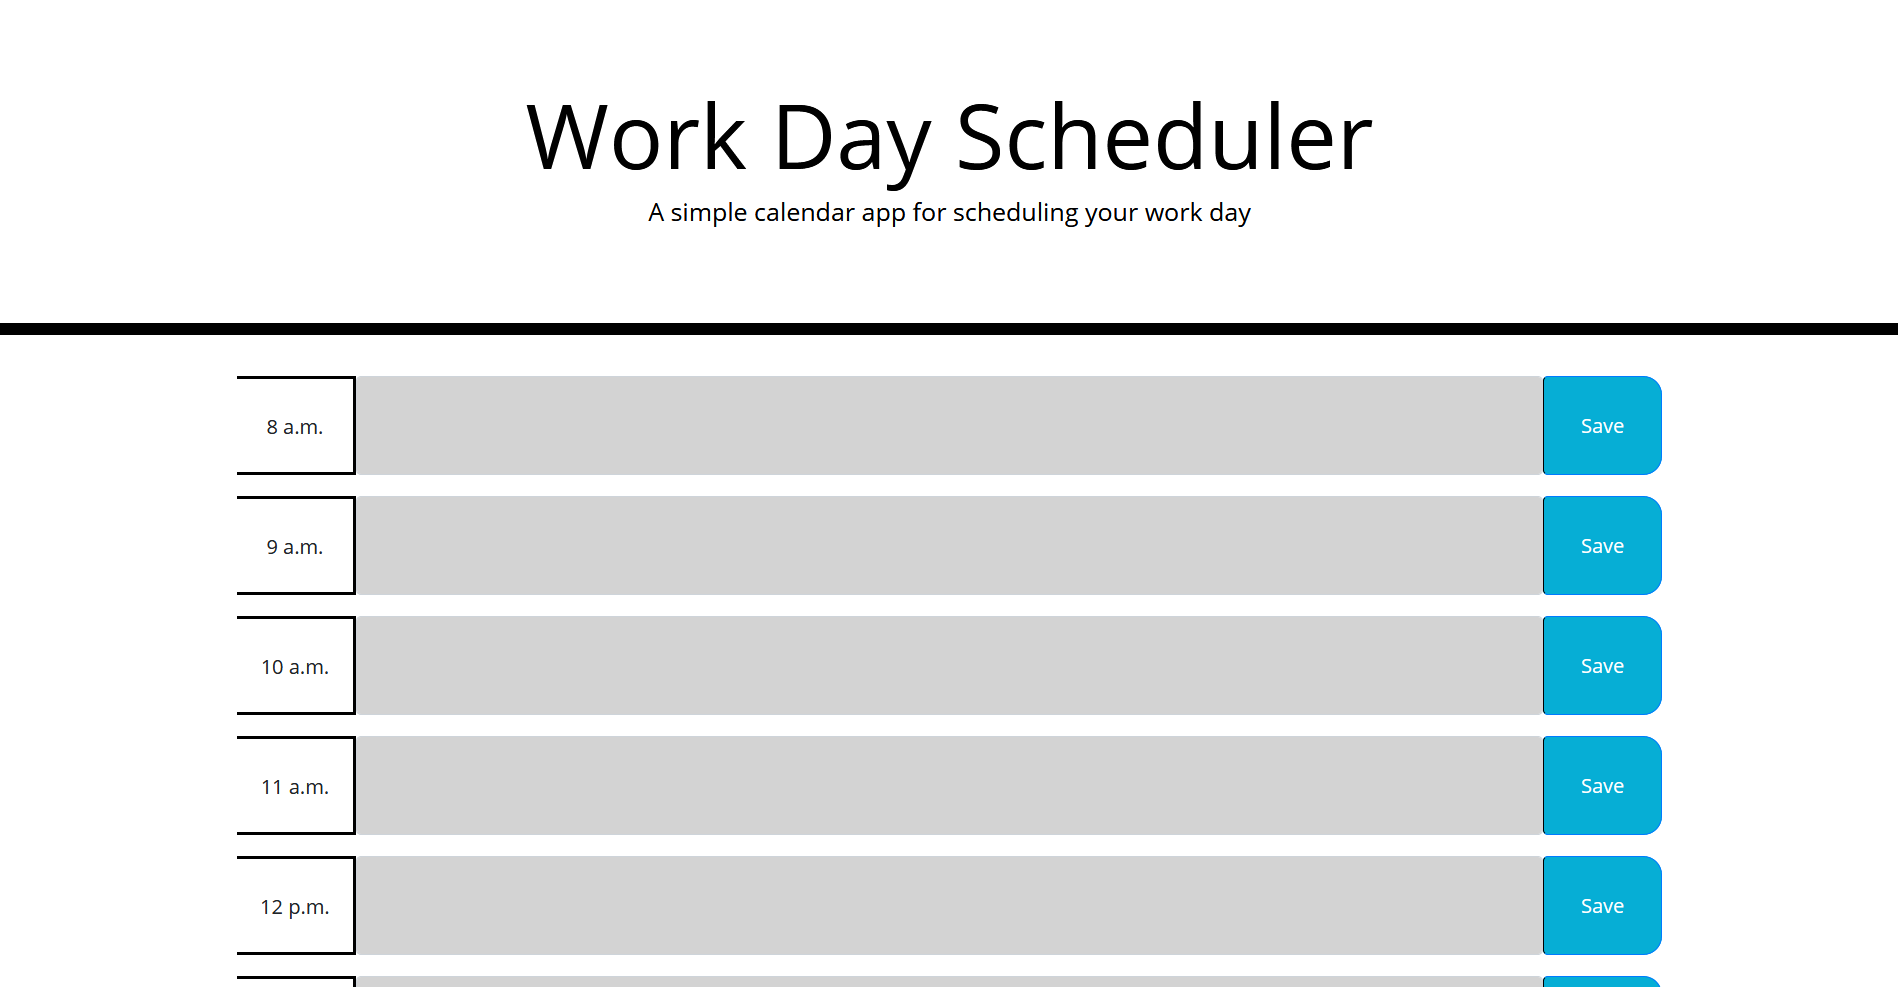 Work Day Scheduler
A simple calendar app for scheduling your work day
8 a.m. Save
9 a.m. Save
10 a.m. Save
11 a.m. Save
12 p.m. Save